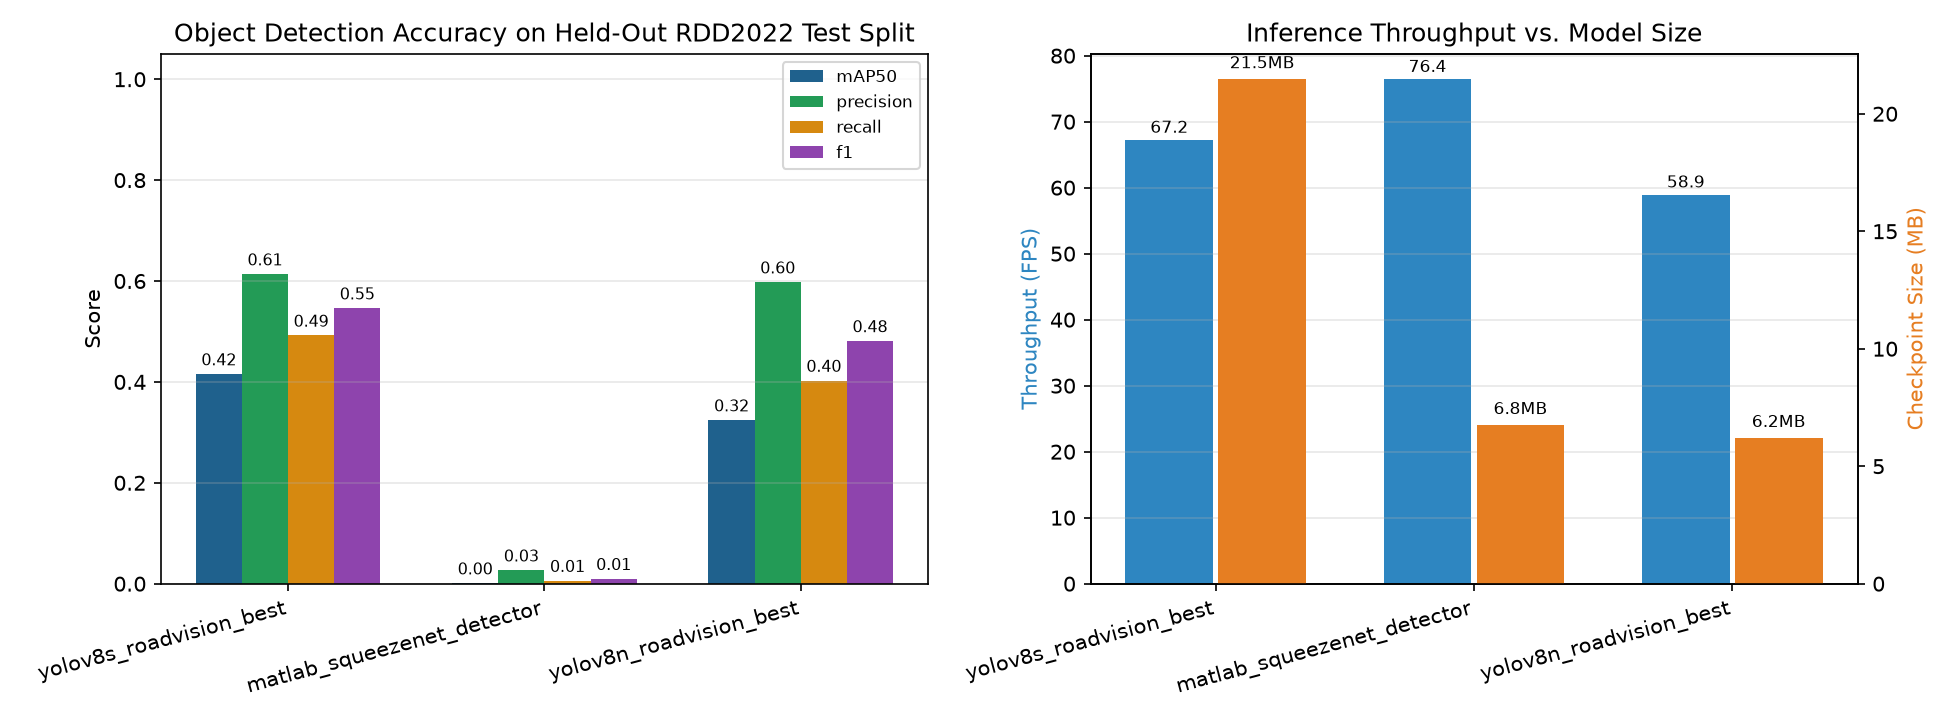 Object Detection Accuracy on Held-Out RDD2022 Test Split
Score
1.0
0.8
0.6
0.4
0.2
0.0
mAP50
precision
recall
f1
0.42
0.61
0.49
0.55
0.00
0.03
0.01
0.01
0.32
0.60
0.40
0.48
yolov8s_roadvision_best
matlab_squeezenet_detector
yolov8n_roadvision_best
Inference Throughput vs. Model Size
Throughput (FPS)
80
70
60
50
40
30
20
10
0
67.2
21.5MB
76.4
6.8MB
58.9
6.2MB
20
15
10
5
0
Checkpoint Size (MB)
yolov8s_roadvision_best
matlab_squeezenet_detector
yolov8n_roadvision_best